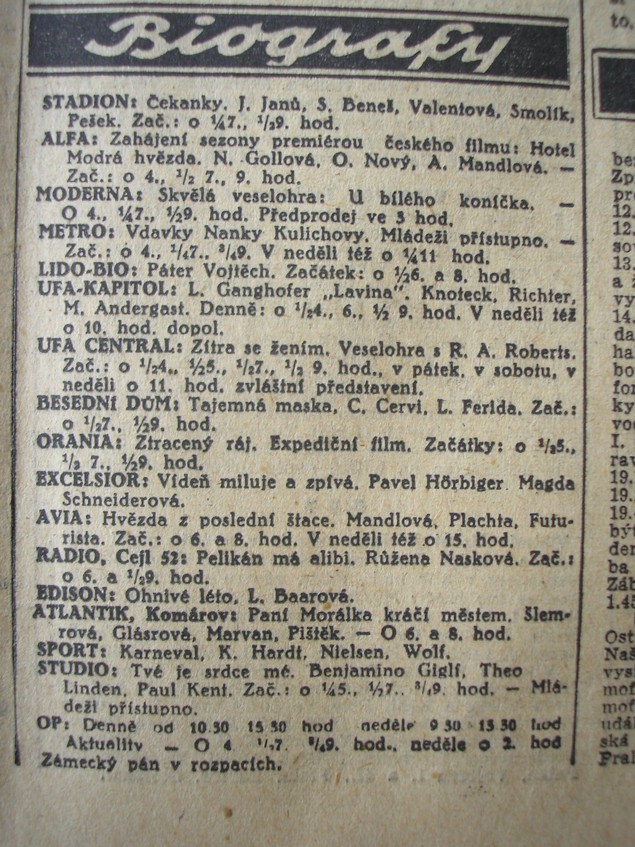 Biografy
STADION: Čekanky. J. Janů, S. Beneš, Valentová, Smolík,
Pešek. Zač.: o ¼7., ½9. hod.
ALFA: Zahájení sezony premiérou českého filmu: Hotel
Modrá hvězda. N. Gollová, O. Nový, A. Mandlová. —
Zač.: o 4., ½ 7., 9. hod.
MODERNA: Skvělá veselohra: U bílého koníčka. —
O 4., ¼7., ½9. hod. Předprodej ve 3 hod.
METRO: Vdavky Nanky Kulichovy. Mládeži přístupno. —
Zač.: o 4., ¼7., ¾9. V neděli též o ¼11 hod.
LIDO-BIO: Páter Vojtěch. Začátek: o ½6. a 8. hod.
UFA-KAPITOL: L. Ganghofer „Lavina“. Knoteck, Richter,
M. Andergast. Denně: o ½4., 6., ½ 9. hod. V neděli též
o 10. hod. dopol.
UFA CENTRAL: Zítra se žením. Veselohra s R. A. Roberts.
Zač.: o ½4., ½5., ½7., ½ 9. hod., v pátek, v sobotu, v
neděli o 11. hod. zvláštní představení.
BESEDNÍ DŮM: Tajemná maska, C. Cervi, L. Ferida. Zač.:
o ½7., ½9. hod.
ORANIA: Ztracený ráj. Expediční film. Začátky: o ½5.,
½ 7., ½9. hod.
EXCELSIOR: Vídeň miluje a zpívá. Pavel Hörbiger. Magda
Schneiderová.
AVIA: Hvězda z poslední štace. Mandlová, Plachta, Futu-
rista. Zač.: o 6. a 8. hod. V neděli též o 15. hod.
RADIO, Cejl 52: Pelikán má alibi. Růžena Nasková. Zač.:
o 6. a ½9. hod.
EDISON: Ohnivé léto, L. Baarová.
ATLANTIK, Komárov: Paní Morálka kráčí městem. Šlem-
rová, Glásrová, Marvan, Pištěk. — O 6. a 8. hod.
SPORT: Karneval, K. Hardt, Nielsen, Wolf.
STUDIO: Tvé je srdce mé. Benjamino Gigli, Theo
Linden, Paul Kent. Zač.: o ¼5., ½7., ¾9. hod. — Mlá-
deži přístupno.
OP: Denně od 10.30 15 30 hod neděle 9 30 13 30 hod
Aktuality — O 4 ¼7. ¾9. hod., neděle o 2. hod
Zámecký pán v rozpacích.